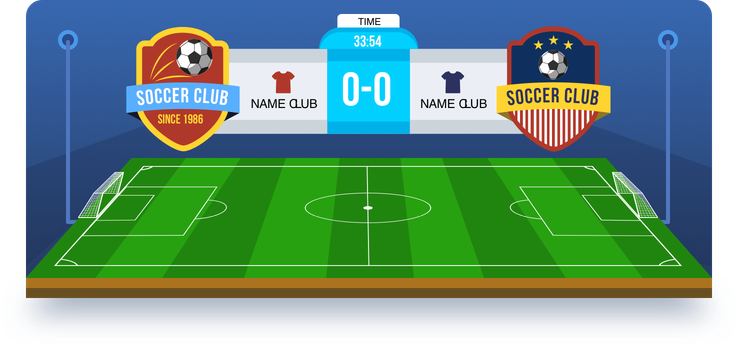 TIME
33:54
SOCCER CLUB
SINCE 1986
NAME CLUB
0-0
NAME CLUB
SOCCER CLUB